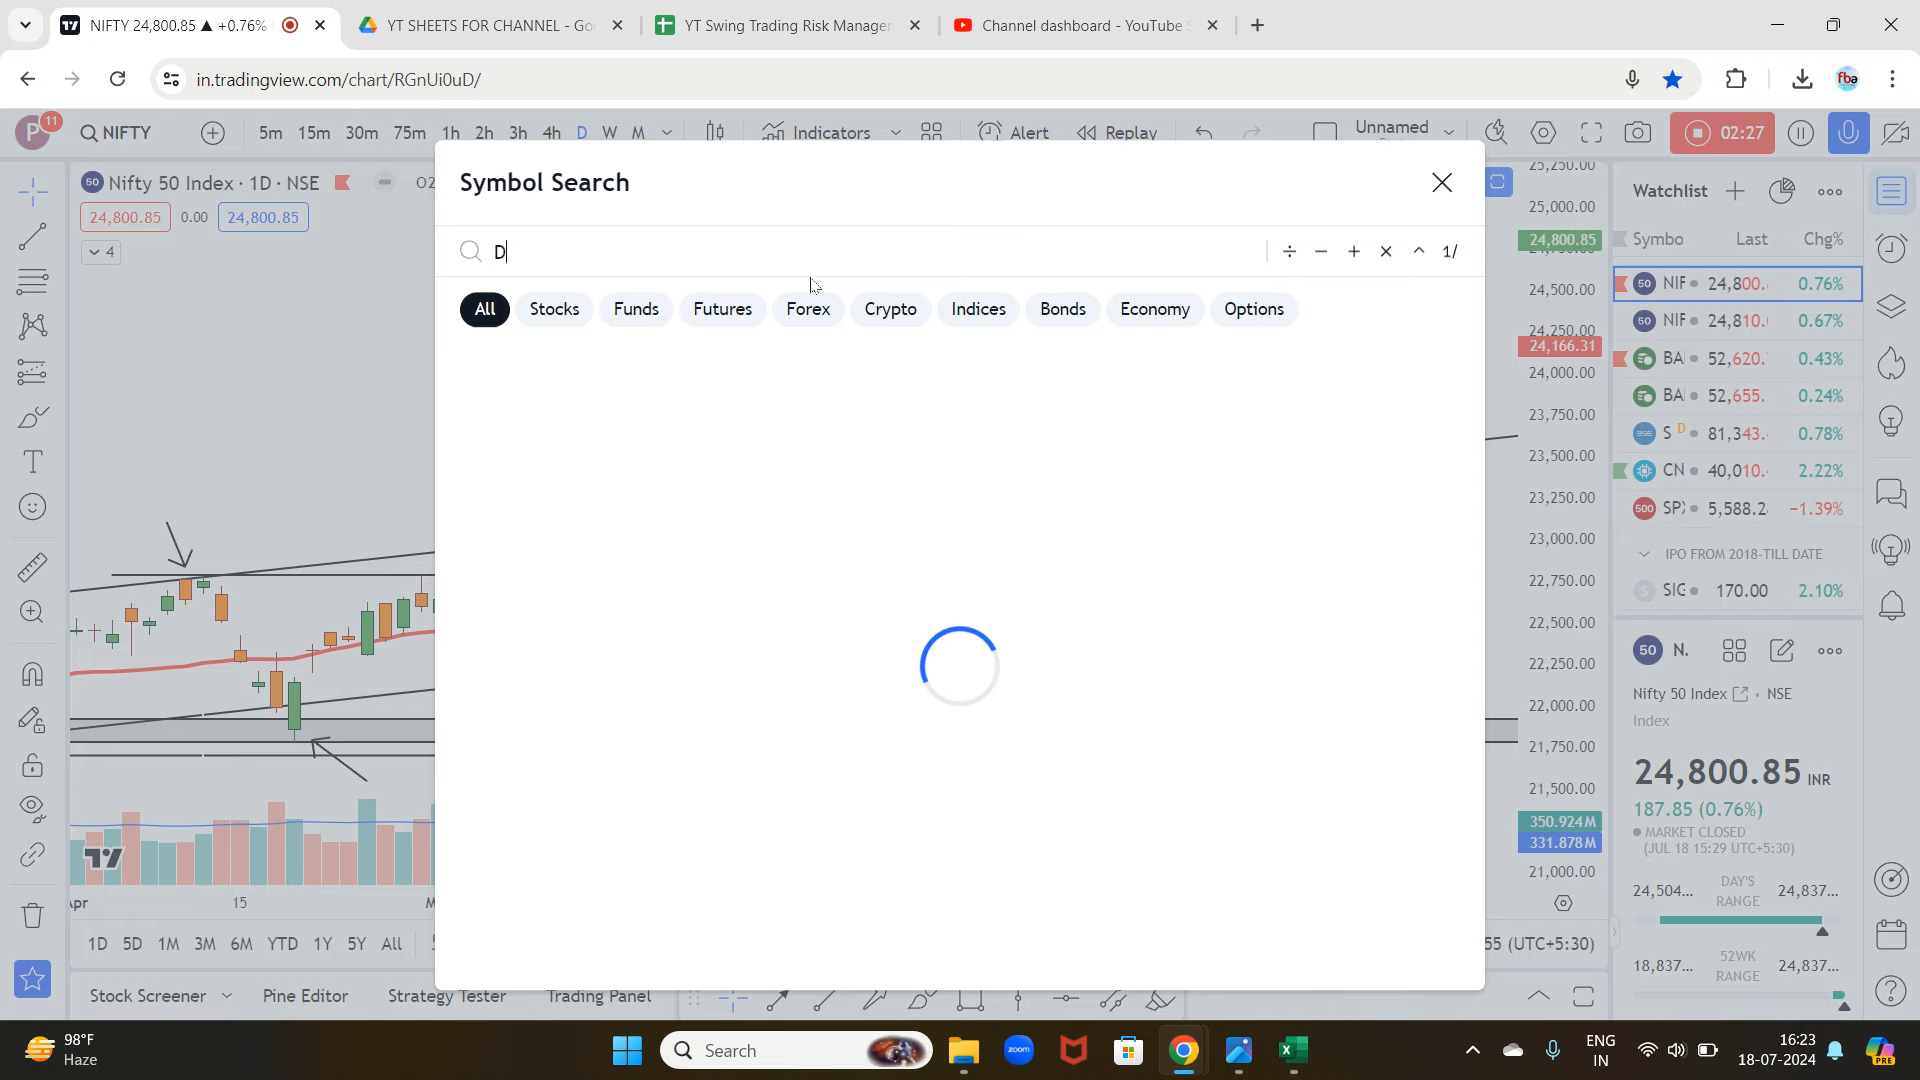 NIFTY 24,800.85 ▲ +0.76%
YT SHEETS FOR CHANNEL - Go
YT Swing Trading Risk Manager
Channel dashboard - YouTube S
in.tradingview.com/chart/RGnUi0uD/
fba
P
11
NIFTY
5m 15m 30m 75m 1h 2h 3h 4h D W M
Indicators
Alert
Replay
Unnamed
02:27
50 Nifty 50 Index · 1D · NSE
O2
24,800.85 0.00 24,800.85
4
Symbol Search
D
÷ − + × ^ 1/
All Stocks Funds Futures Forex Crypto Indices Bonds Economy Options
25,250.00
25,000.00
24,800.85
24,500.00
24,250.00
24,166.31
24,000.00
23,750.00
23,500.00
23,250.00
23,000.00
22,750.00
22,500.00
22,250.00
22,000.00
21,750.00
21,500.00
350.924M
331.878M
21,000.00
Watchlist
Symbo Last Chg%
50 NIF 24,800. 0.76%
50 NIF 24,810. 0.67%
BA 52,620. 0.43%
BA 52,655. 0.24%
BSE S D 81,343. 0.78%
CN 40,010. 2.22%
500 SP 5,588.2 −1.39%
IPO FROM 2018-TILL DATE
S SIG 170.00 2.10%
50 N.
Nifty 50 Index · NSE
Index
24,800.85 INR
187.85 (0.76%)
MARKET CLOSED
(JUL 18 15:29 UTC+5:30)
24,504... DAY'S RANGE 24,837...
18,837... 52WK RANGE 24,837...
Apr 15 M
1D 5D 1M 3M 6M YTD 1Y 5Y All
55 (UTC+5:30)
Stock Screener Pine Editor Strategy Tester Trading Panel
98°F
Haze
Search
zoom
ENG
IN
16:23
18-07-2024
PRE